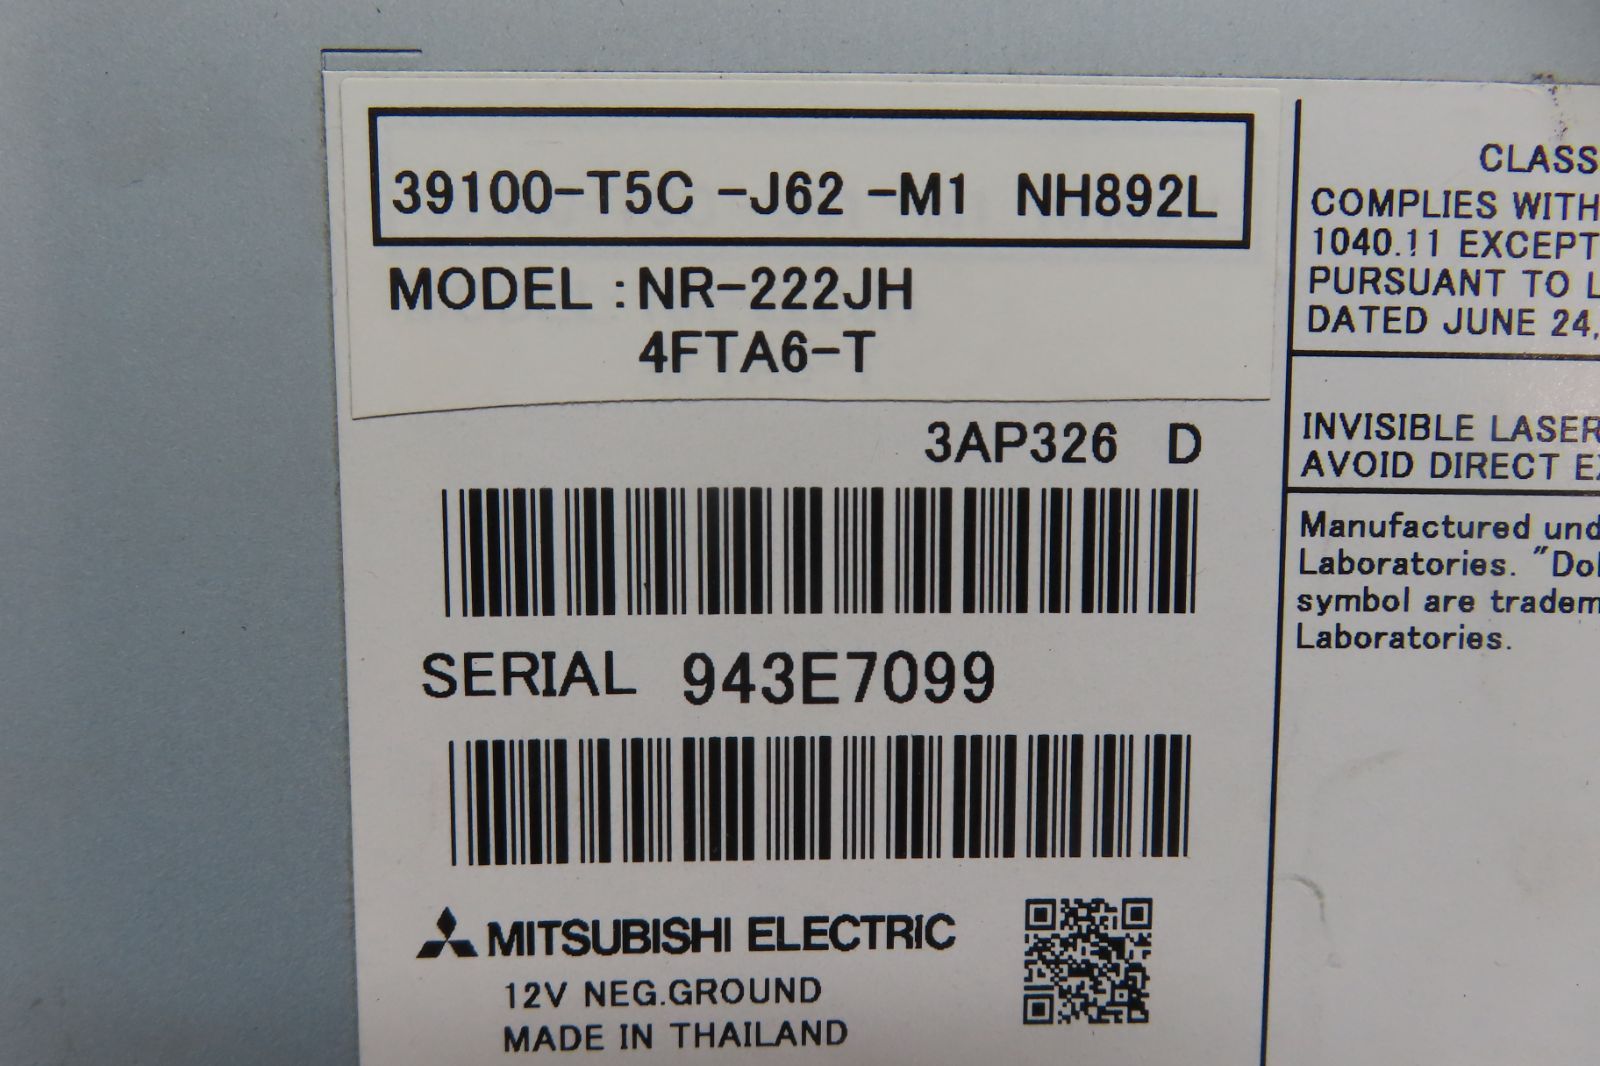 39100-T5C -J62 -M1 NH892L
MODEL : NR-222JH
4FTA6-T
3AP326 D
SERIAL 943E7099
MITSUBISHI ELECTRIC
12V NEG.GROUND
MADE IN THAILAND
CLASS
COMPLIES WITH
1040.11 EXCEPT
PURSUANT TO L
DATED JUNE 24,
INVISIBLE LASER
AVOID DIRECT EX
Manufactured und
Laboratories. "Dol
symbol are tradem
Laboratories.